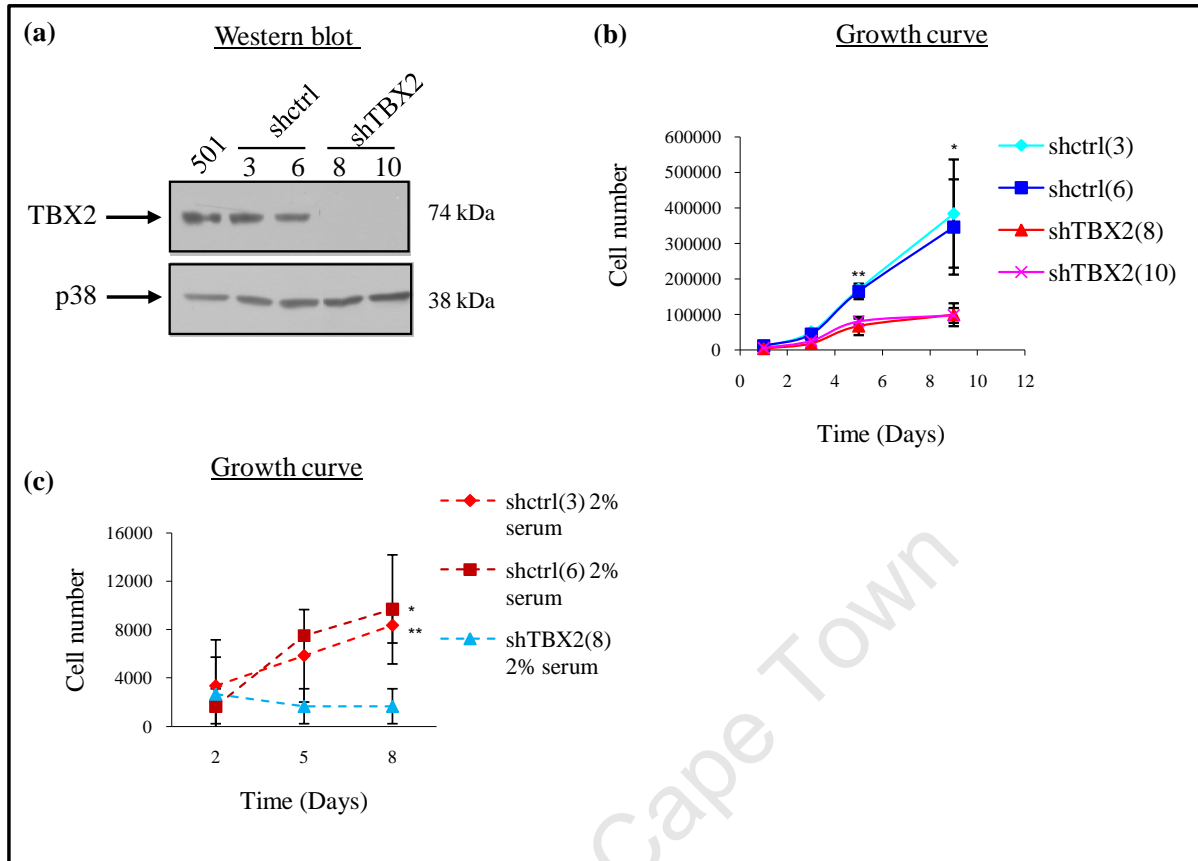 (a)
Western blot
shctrl
shTBX2
501
3 6 8 10
TBX2
74 kDa
p38
38 kDa
(b)
Growth curve
600000
500000
400000
300000
200000
100000
0
Cell number
*
**
0 2 4 6 8 10 12
Time (Days)
shctrl(3)
shctrl(6)
shTBX2(8)
shTBX2(10)
(c)
Growth curve
16000
12000
8000
4000
0
Cell number
*
**
2 5 8
Time (Days)
shctrl(3) 2%
serum
shctrl(6) 2%
serum
shTBX2(8)
2% serum
Cape Town